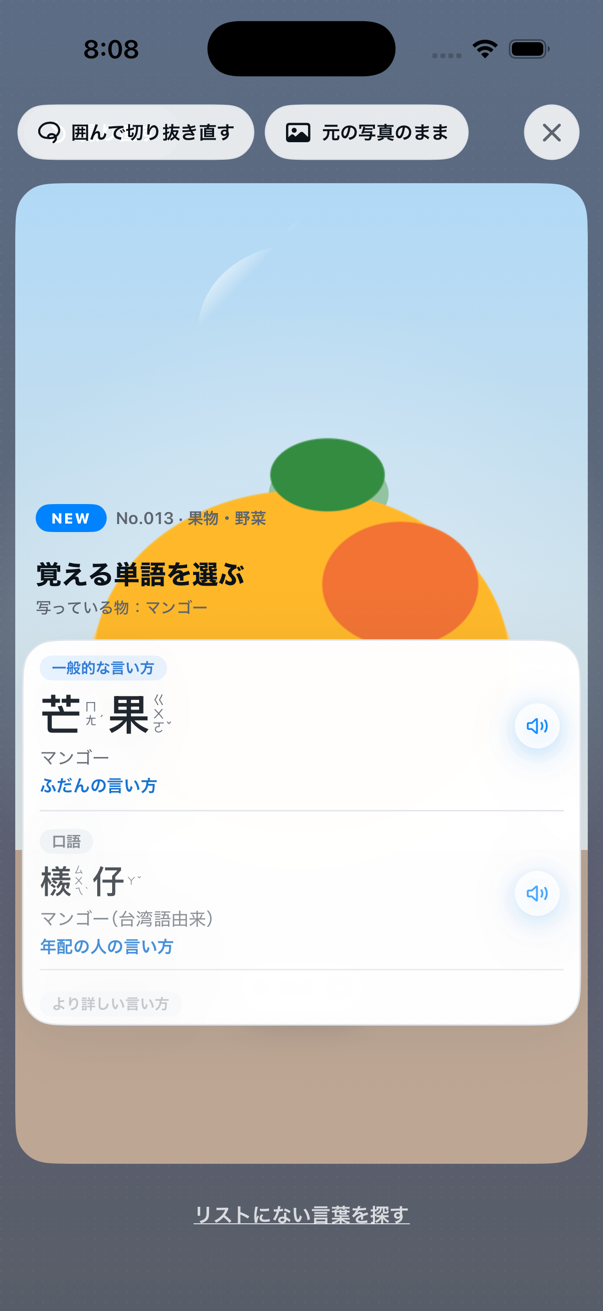 8:08
囲んで切り抜き直す
元の写真のまま
NEW No.013・果物・野菜
覚える単語を選ぶ
写っている物：マンゴー
一般的な言い方
芒ㄇㄤˊ果ㄍㄨㄛˇ
マンゴー
ふだんの言い方
口語
檨ㄙㄨㄟˋ仔ㄚˇ
マンゴー（台湾語由来）
年配の人の言い方
より詳しい言い方
リストにない言葉を探す